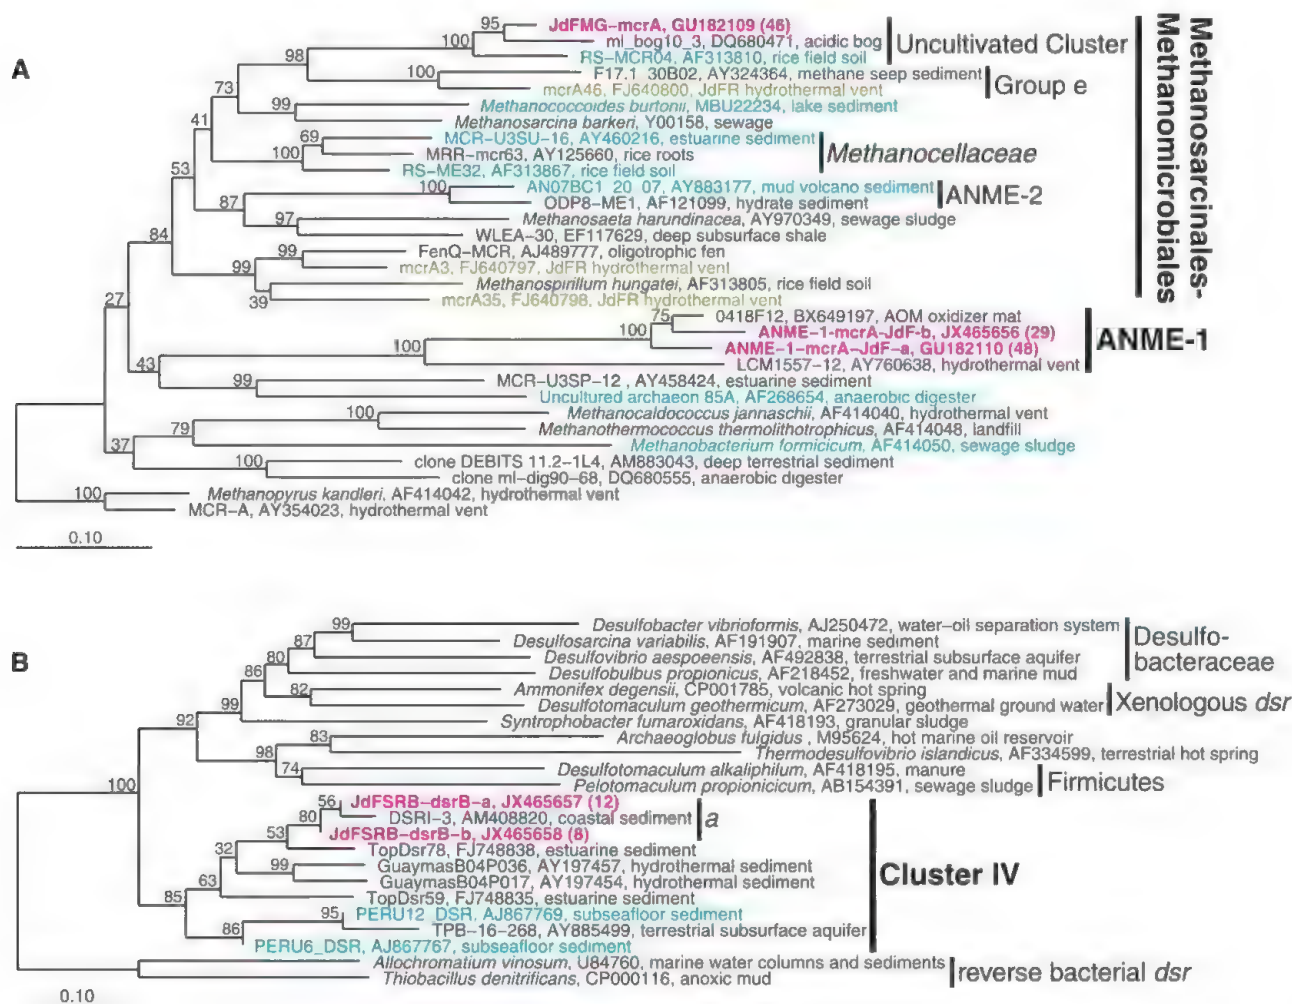 A
95
JdFMG-mcrA, GU182109 (46)
100
ml_bog10_3, DQ680471, acidic bog
RS-MCR04, AF313810, rice field soil
Uncultivated Cluster
98
F17.1_30B02, AY324364, methane seep sediment
100
mcrA46, FJ640800, JdFR hydrothermal vent
Group e
73
99
Methanococcoides burtonii, MBU22234, lake sediment
Methanosarcina barkeri, Y00158, sewage
41
69
MCR-U3SU-16, AY460216, estuarine sediment
MRR-mcr63, AY125660, rice roots
100
RS-ME32, AF313867, rice field soil
Methanocellaceae
53
100
AN07BC1_20_07, AY883177, mud volcano sediment
ODP8-ME1, AF121099, hydrate sediment
ANME-2
87
97
Methanosaeta harundinacea, AY970349, sewage sludge
WLEA-30, EF117629, deep subsurface shale
84
99
FenQ-MCR, AJ489777, oligotrophic fen
mcrA3, FJ640797, JdFR hydrothermal vent
99
Methanospirillum hungatei, AF313805, rice field soil
39
mcrA35, FJ640798, JdFR hydrothermal vent
Methanosarcinales-
Methanomicrobiales
27
75
0418F12, BX649197, AOM oxidizer mat
100
ANME-1-mcrA-JdF-b, JX465656 (29)
100
ANME-1-mcrA-JdF-a, GU182110 (48)
LCM1557-12, AY760638, hydrothermal vent
ANME-1
43
99
MCR-U3SP-12 , AY458424, estuarine sediment
Uncultured archaeon 85A, AF268654, anaerobic digester
100
Methanocaldococcus jannaschii, AF414040, hydrothermal vent
79
Methanothermococcus thermolithotrophicus, AF414048, landfill
37
Methanobacterium formicicum, AF414050, sewage sludge
100
clone DEBITS 11.2-1L4, AM883043, deep terrestrial sediment
clone ml-dig90-68, DQ680555, anaerobic digester
100
Methanopyrus kandleri, AF414042, hydrothermal vent
MCR-A, AY354023, hydrothermal vent
0.10
B
99
Desulfobacter vibrioformis, AJ250472, water-oil separation system
87
Desulfosarcina variabilis, AF191907, marine sediment
80
Desulfovibrio aespoeensis, AF492838, terrestrial subsurface aquifer
86
Desulfobulbus propionicus, AF218452, freshwater and marine mud
Desulfo-
bacteraceae
82
Ammonifex degensii, CP001785, volcanic hot spring
99
Desulfotomaculum geothermicum, AF273029, geothermal ground water
Xenologous dsr
92
Syntrophobacter fumaroxidans, AF418193, granular sludge
83
Archaeoglobus fulgidus , M95624, hot marine oil reservoir
98
Thermodesulfovibrio islandicus, AF334599, terrestrial hot spring
74
Desulfotomaculum alkaliphilum, AF418195, manure
Pelotomaculum propionicum, AB154391, sewage sludge
Firmicutes
100
56
JdFSRB-dsrB-a, JX465657 (12)
80
DSRI-3, AM408820, coastal sediment
a
53
JdFSRB-dsrB-b, JX465658 (8)
32
TopDsr78, FJ748838, estuarine sediment
99
GuaymasB04P036, AY197457, hydrothermal sediment
63
GuaymasB04P017, AY197454, hydrothermal sediment
85
TopDsr59, FJ748835, estuarine sediment
95
PERU12_DSR, AJ867769, subseafloor sediment
86
TPB-16-268, AY885499, terrestrial subsurface aquifer
PERU6_DSR, AJ867767, subseafloor sediment
Cluster IV
Allochromatium vinosum, U84760, marine water columns and sediments
Thiobacillus denitrificans, CP000116, anoxic mud
reverse bacterial dsr
0.10